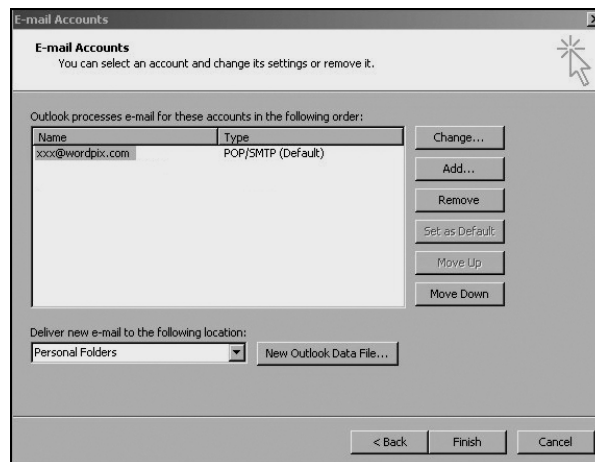 E-mail Accounts
E-mail Accounts
You can select an account and change its settings or remove it.
Outlook processes e-mail for these accounts in the following order:
Name Type
xxx@wordpix.com POP/SMTP (Default)
Change...
Add...
Remove
Set as Default
Move Up
Move Down
Deliver new e-mail to the following location:
Personal Folders New Outlook Data File...
< Back Finish Cancel